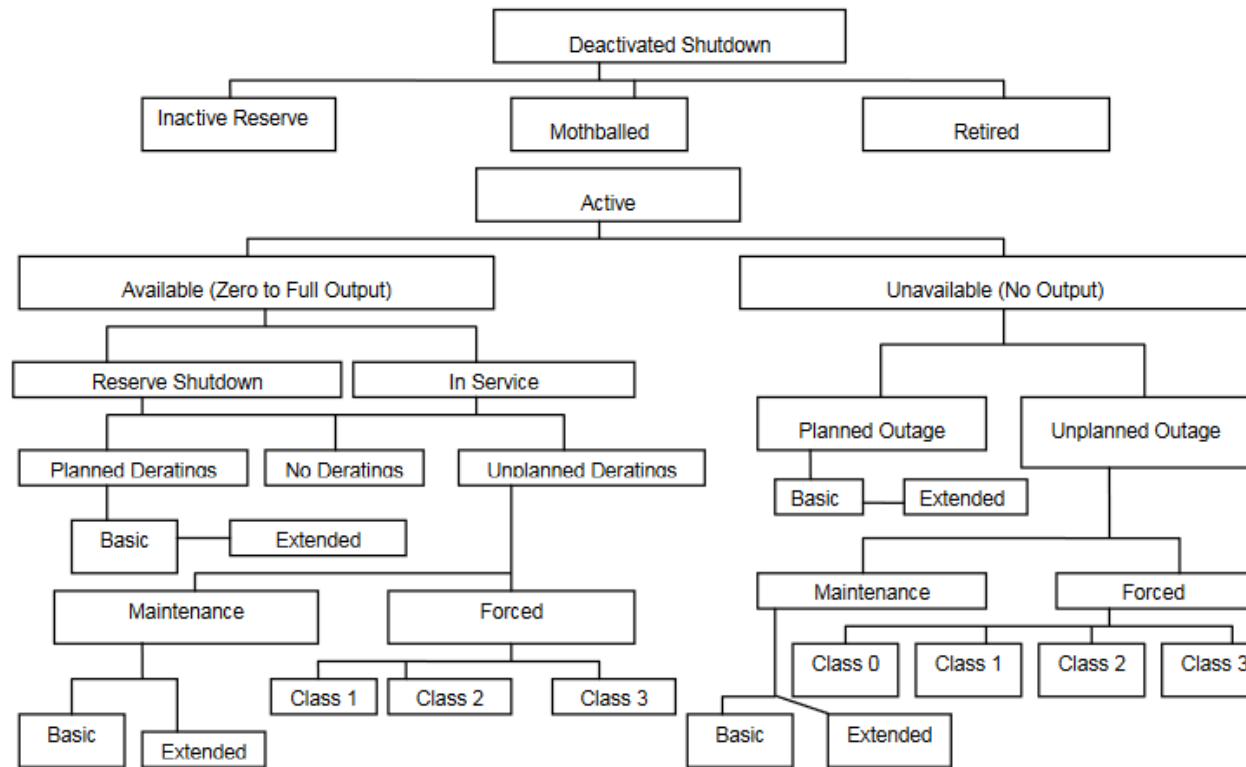 Deactivated Shutdown
Inactive Reserve
Mothballed
Retired
Active
Available (Zero to Full Output)
Unavailable (No Output)
Reserve Shutdown
In Service
Planned Outage
Unplanned Outage
Planned Deratings
No Deratings
Unplanned Deratings
Basic
Extended
Basic
Extended
Maintenance
Forced
Maintenance
Forced
Class 0
Class 1
Class 2
Class 3
Class 1
Class 2
Class 3
Basic
Extended
Basic
Extended